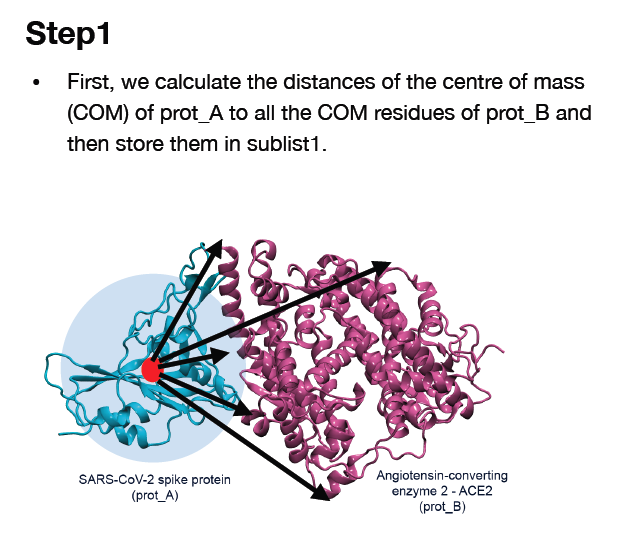 Step1
• First, we calculate the distances of the centre of mass
(COM) of prot_A to all the COM residues of prot_B and
then store them in sublist1.
SARS-CoV-2 spike protein
(prot_A)
Angiotensin-converting
enzyme 2 - ACE2
(prot_B)